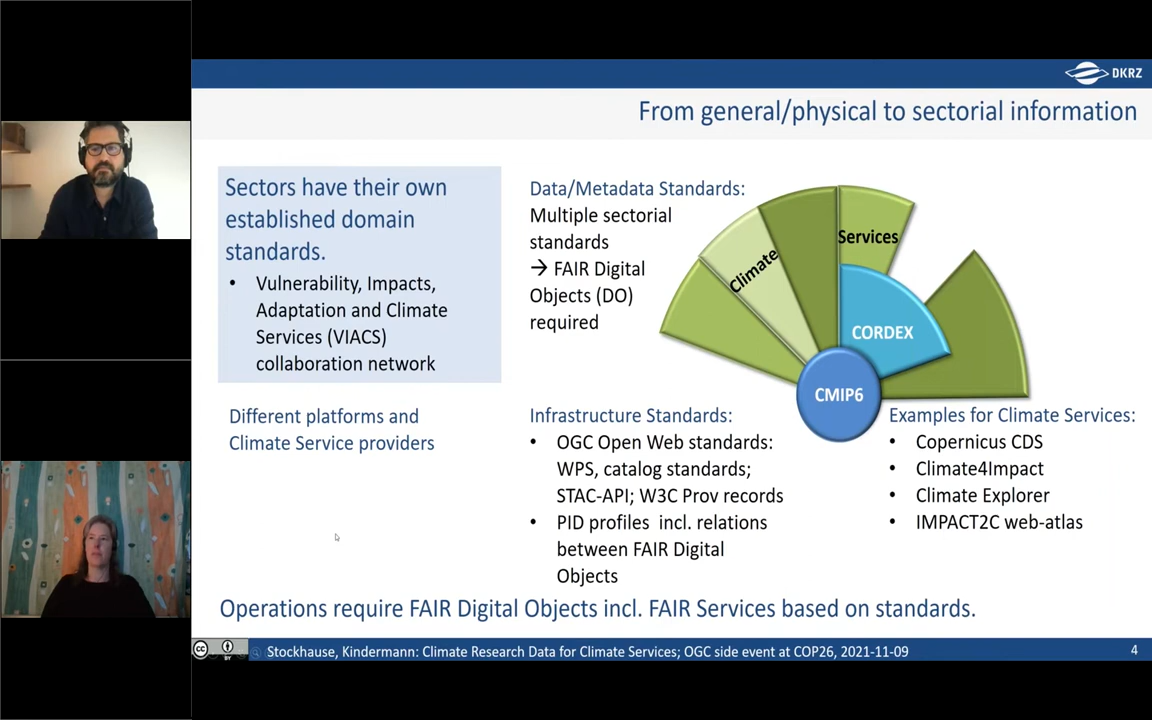 DKRZ
From general/physical to sectorial information
Sectors have their own
established domain
standards.
• Vulnerability, Impacts,
Adaptation and Climate
Services (VIACS)
collaboration network
Different platforms and
Climate Service providers
Data/Metadata Standards:
Multiple sectorial
standards
→ FAIR Digital
Objects (DO)
required
Climate
Services
CORDEX
CMIP6
Infrastructure Standards:
• OGC Open Web standards:
WPS, catalog standards;
STAC-API; W3C Prov records
• PID profiles incl. relations
between FAIR Digital
Objects
Examples for Climate Services:
• Copernicus CDS
• Climate4Impact
• Climate Explorer
• IMPACT2C web-atlas
Operations require FAIR Digital Objects incl. FAIR Services based on standards.
cc
BY
Stockhause, Kindermann: Climate Research Data for Climate Services; OGC side event at COP26, 2021-11-09
4